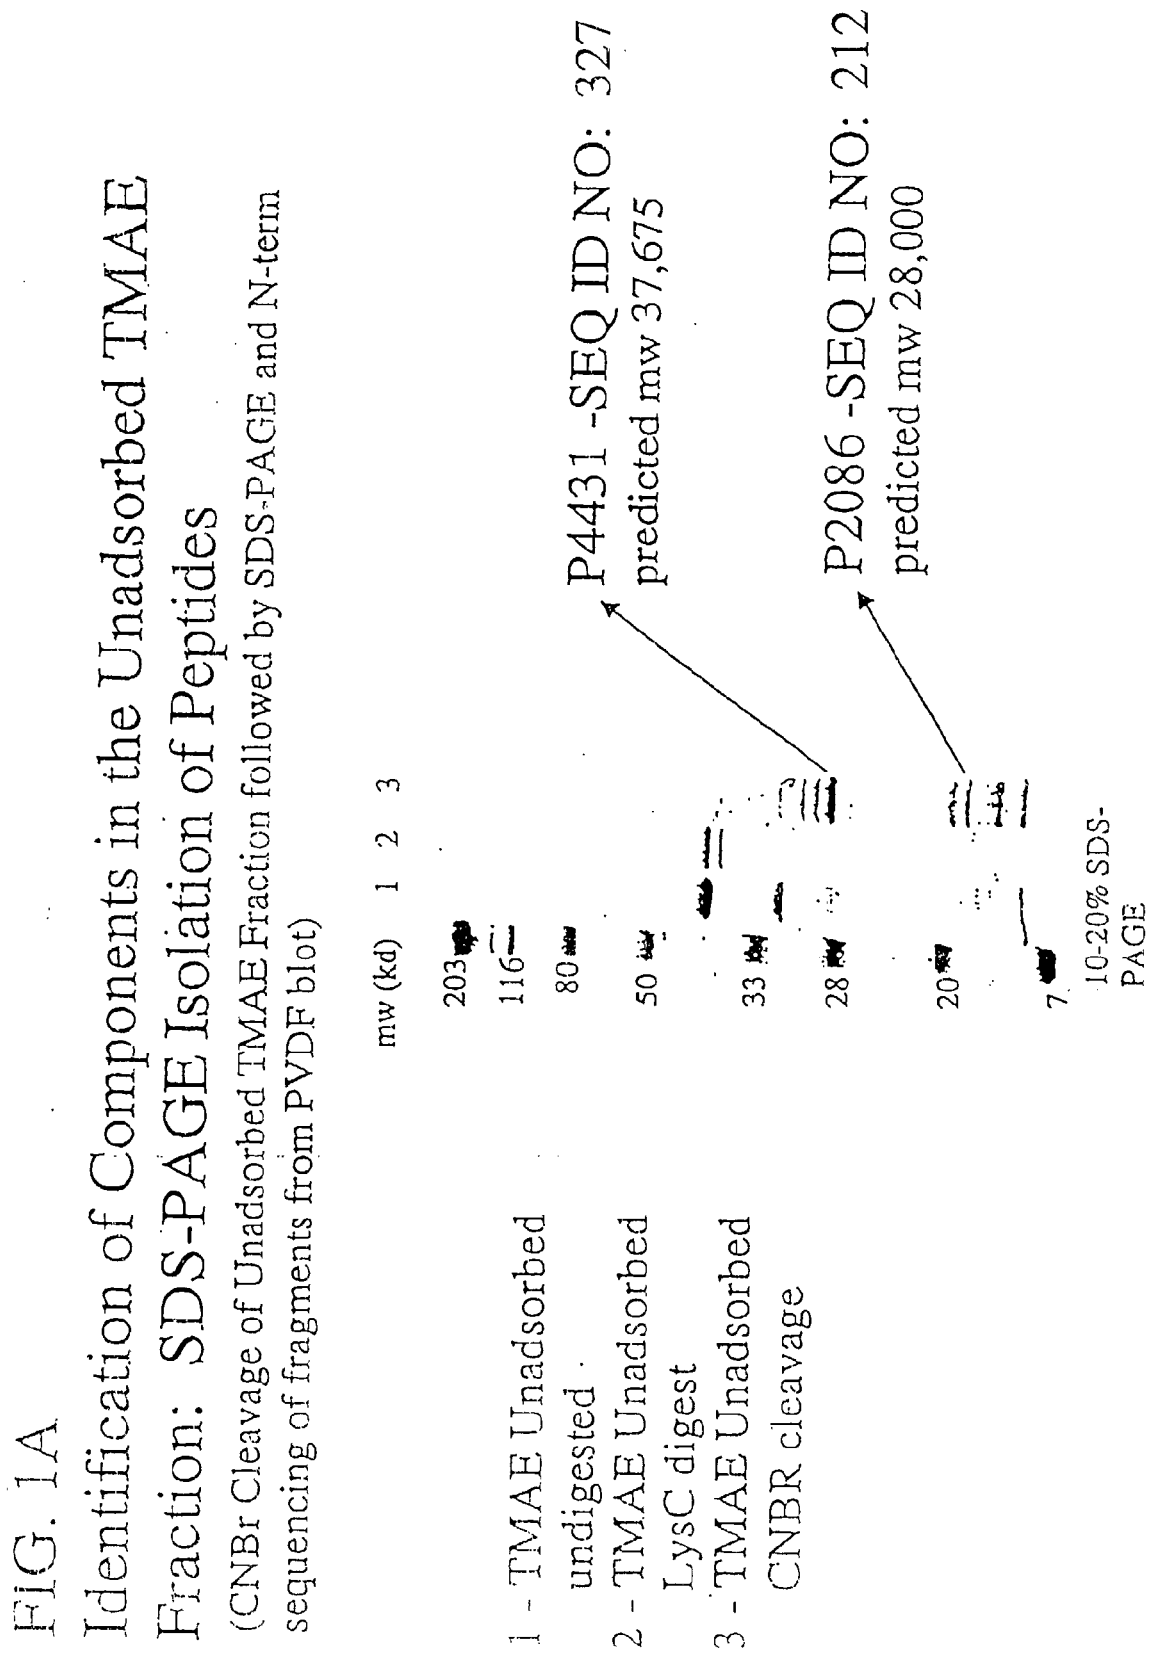 FIG. 1A
Identification of Components in the Unadsorbed TMAE
Fraction: SDS-PAGE Isolation of Peptides
(CNBr Cleavage of Unadsorbed TMAE Fraction followed by SDS-PAGE and N-term
sequencing of fragments from PVDF blot)
1 - TMAE Unadsorbed
undigested
2 - TMAE Unadsorbed
LysC digest
3 - TMAE Unadsorbed
CNBR cleavage
mw (kd) 1 2 3
203
116
80
50
33
28
20
7
10-20% SDS-
PAGE
P4431 -SEQ ID NO: 327
predicted mw 37,675
P2086 -SEQ ID NO: 212
predicted mw 28,000